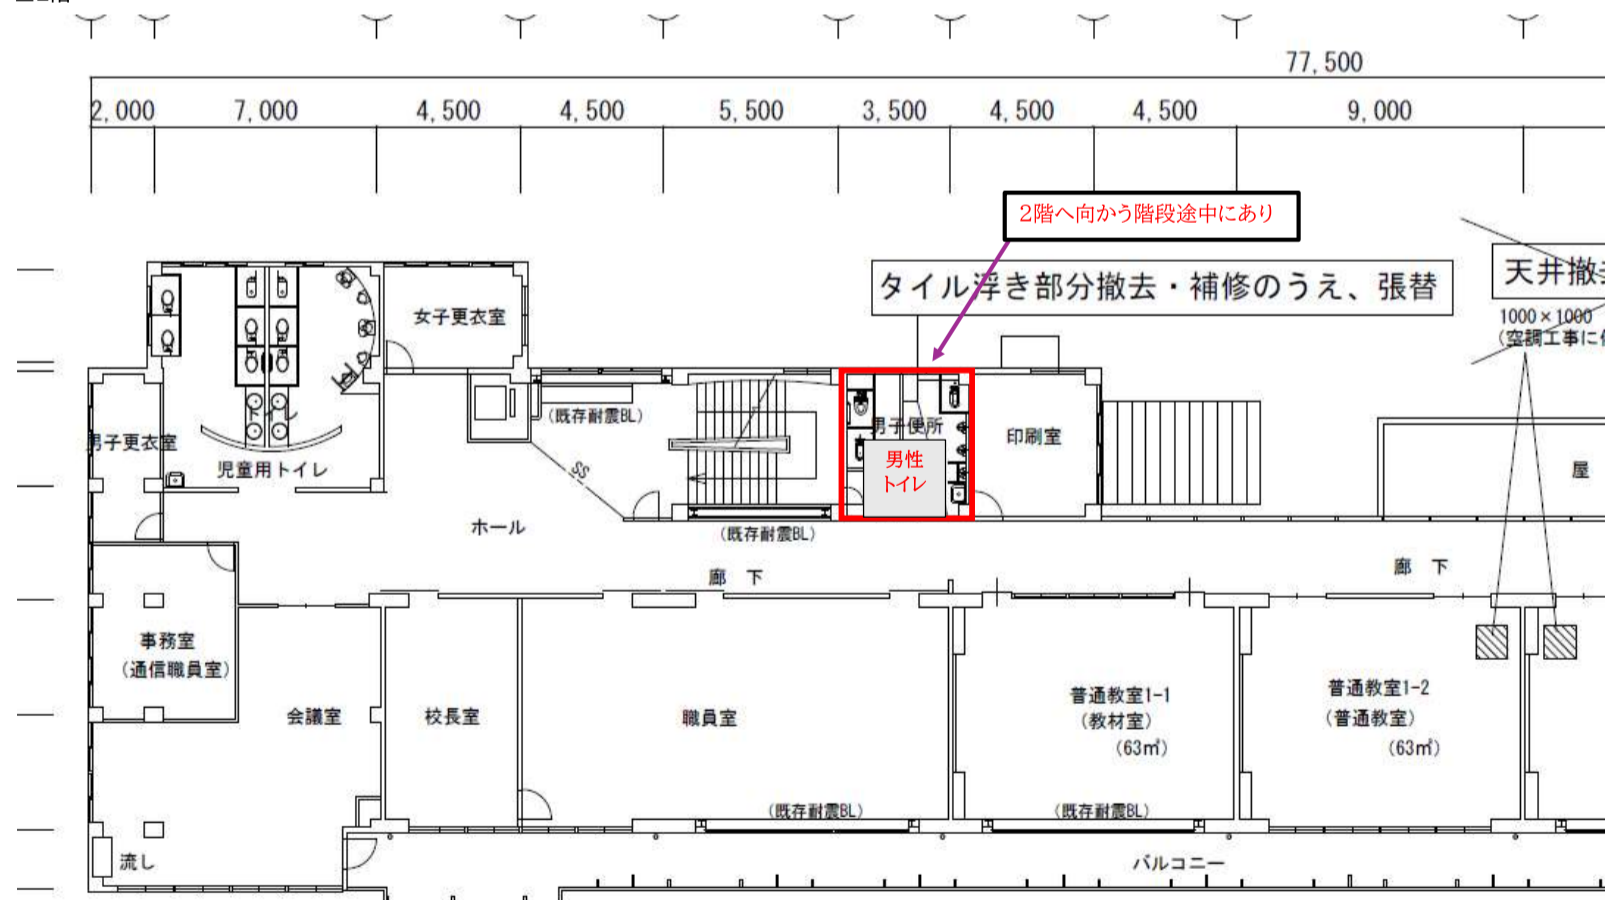 77,500
2,000
7,000
4,500
4,500
5,500
3,500
4,500
4,500
9,000
2階へ向かう階段途中にあり
タイル浮き部分撤去・補修のうえ、張替
天井撤
1000×1000
(空調工事に
女子更衣室
(既存耐震BL)
男子便所
男性
トイレ
印刷室
男子更衣室
トイレ
児童用トイレ
SS
屋
ホール
(既存耐震BL)
廊 下
廊 下
事務室
(通信職員室)
会議室
校長室
職員室
普通教室1-1
(教材室)
(63㎡)
普通教室1-2
(普通教室)
(63㎡)
(既存耐震BL)
(既存耐震BL)
流し
バルコニー